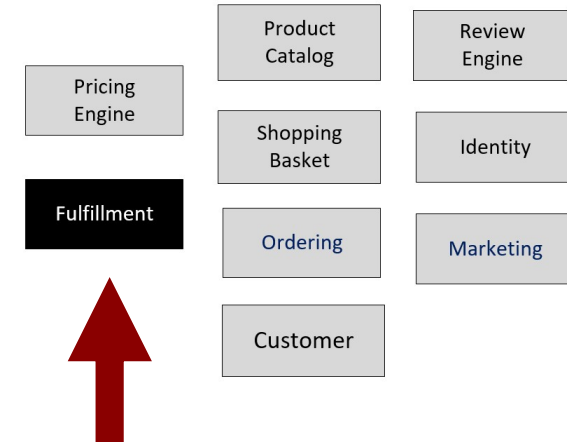 Product
Catalog
Review
Engine
Pricing
Engine
Shopping
Basket
Identity
Fulfillment
Ordering
Marketing
Customer